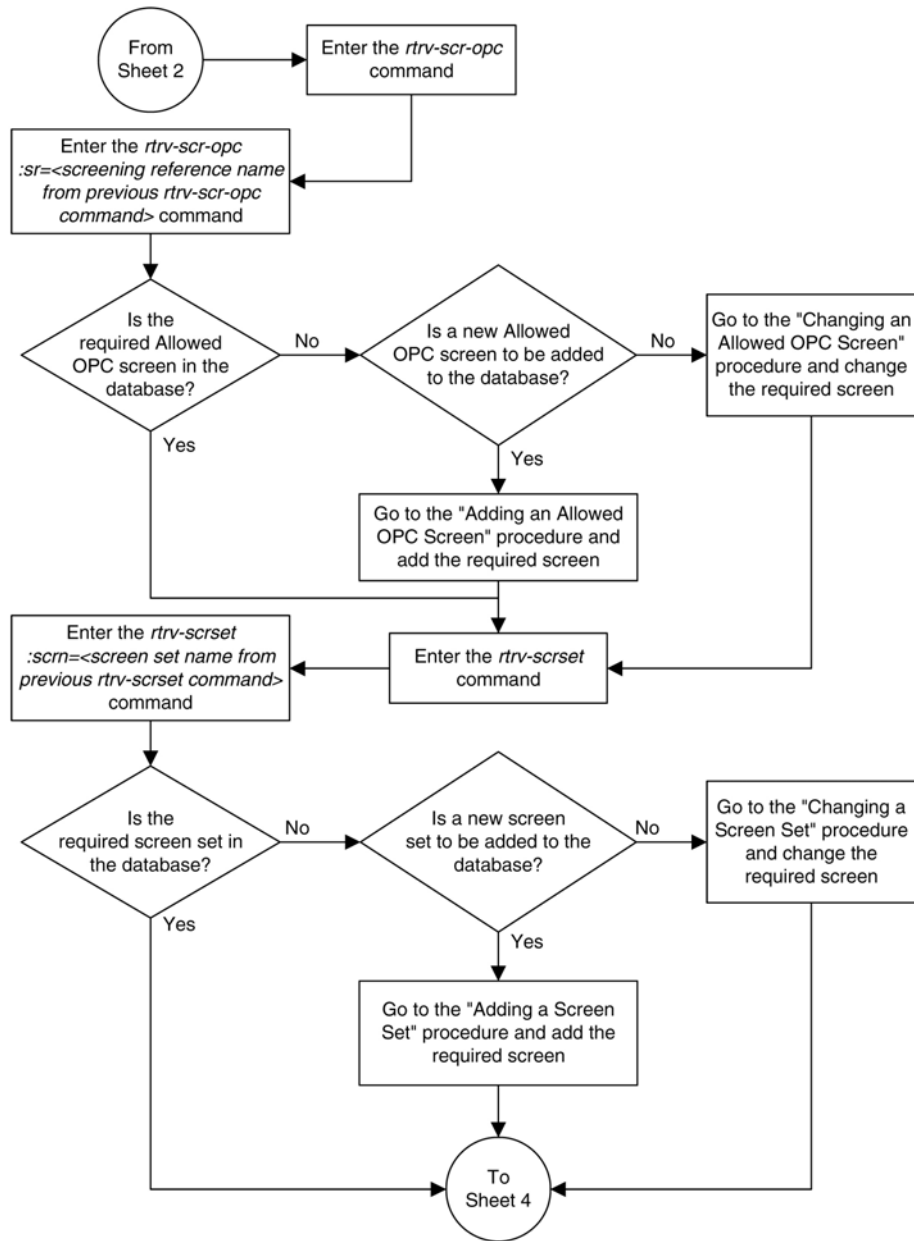 From
Sheet 2
Enter the rtrv-scr-opc
command
Enter the rtrv-scr-opc
:sr=<screening reference name
from previous rtrv-scr-opc
command> command
Is the
required Allowed
OPC screen in the
database?
No
Is a new Allowed
OPC screen to be added
to the database?
No
Go to the "Changing an
Allowed OPC Screen"
procedure and change
the required screen
Yes
Yes
Go to the "Adding an Allowed
OPC Screen" procedure and
add the required screen
Enter the rtrv-scrset
:scrn=<screen set name from
previous rtrv-scrset command>
command
Enter the rtrv-scrset
command
Is the
required screen set in
the database?
No
Is a new screen
set to be added to the
database?
No
Go to the "Changing a
Screen Set" procedure
and change the
required screen
Yes
Yes
Go to the "Adding a Screen
Set" procedure and add the
required screen
To
Sheet 4